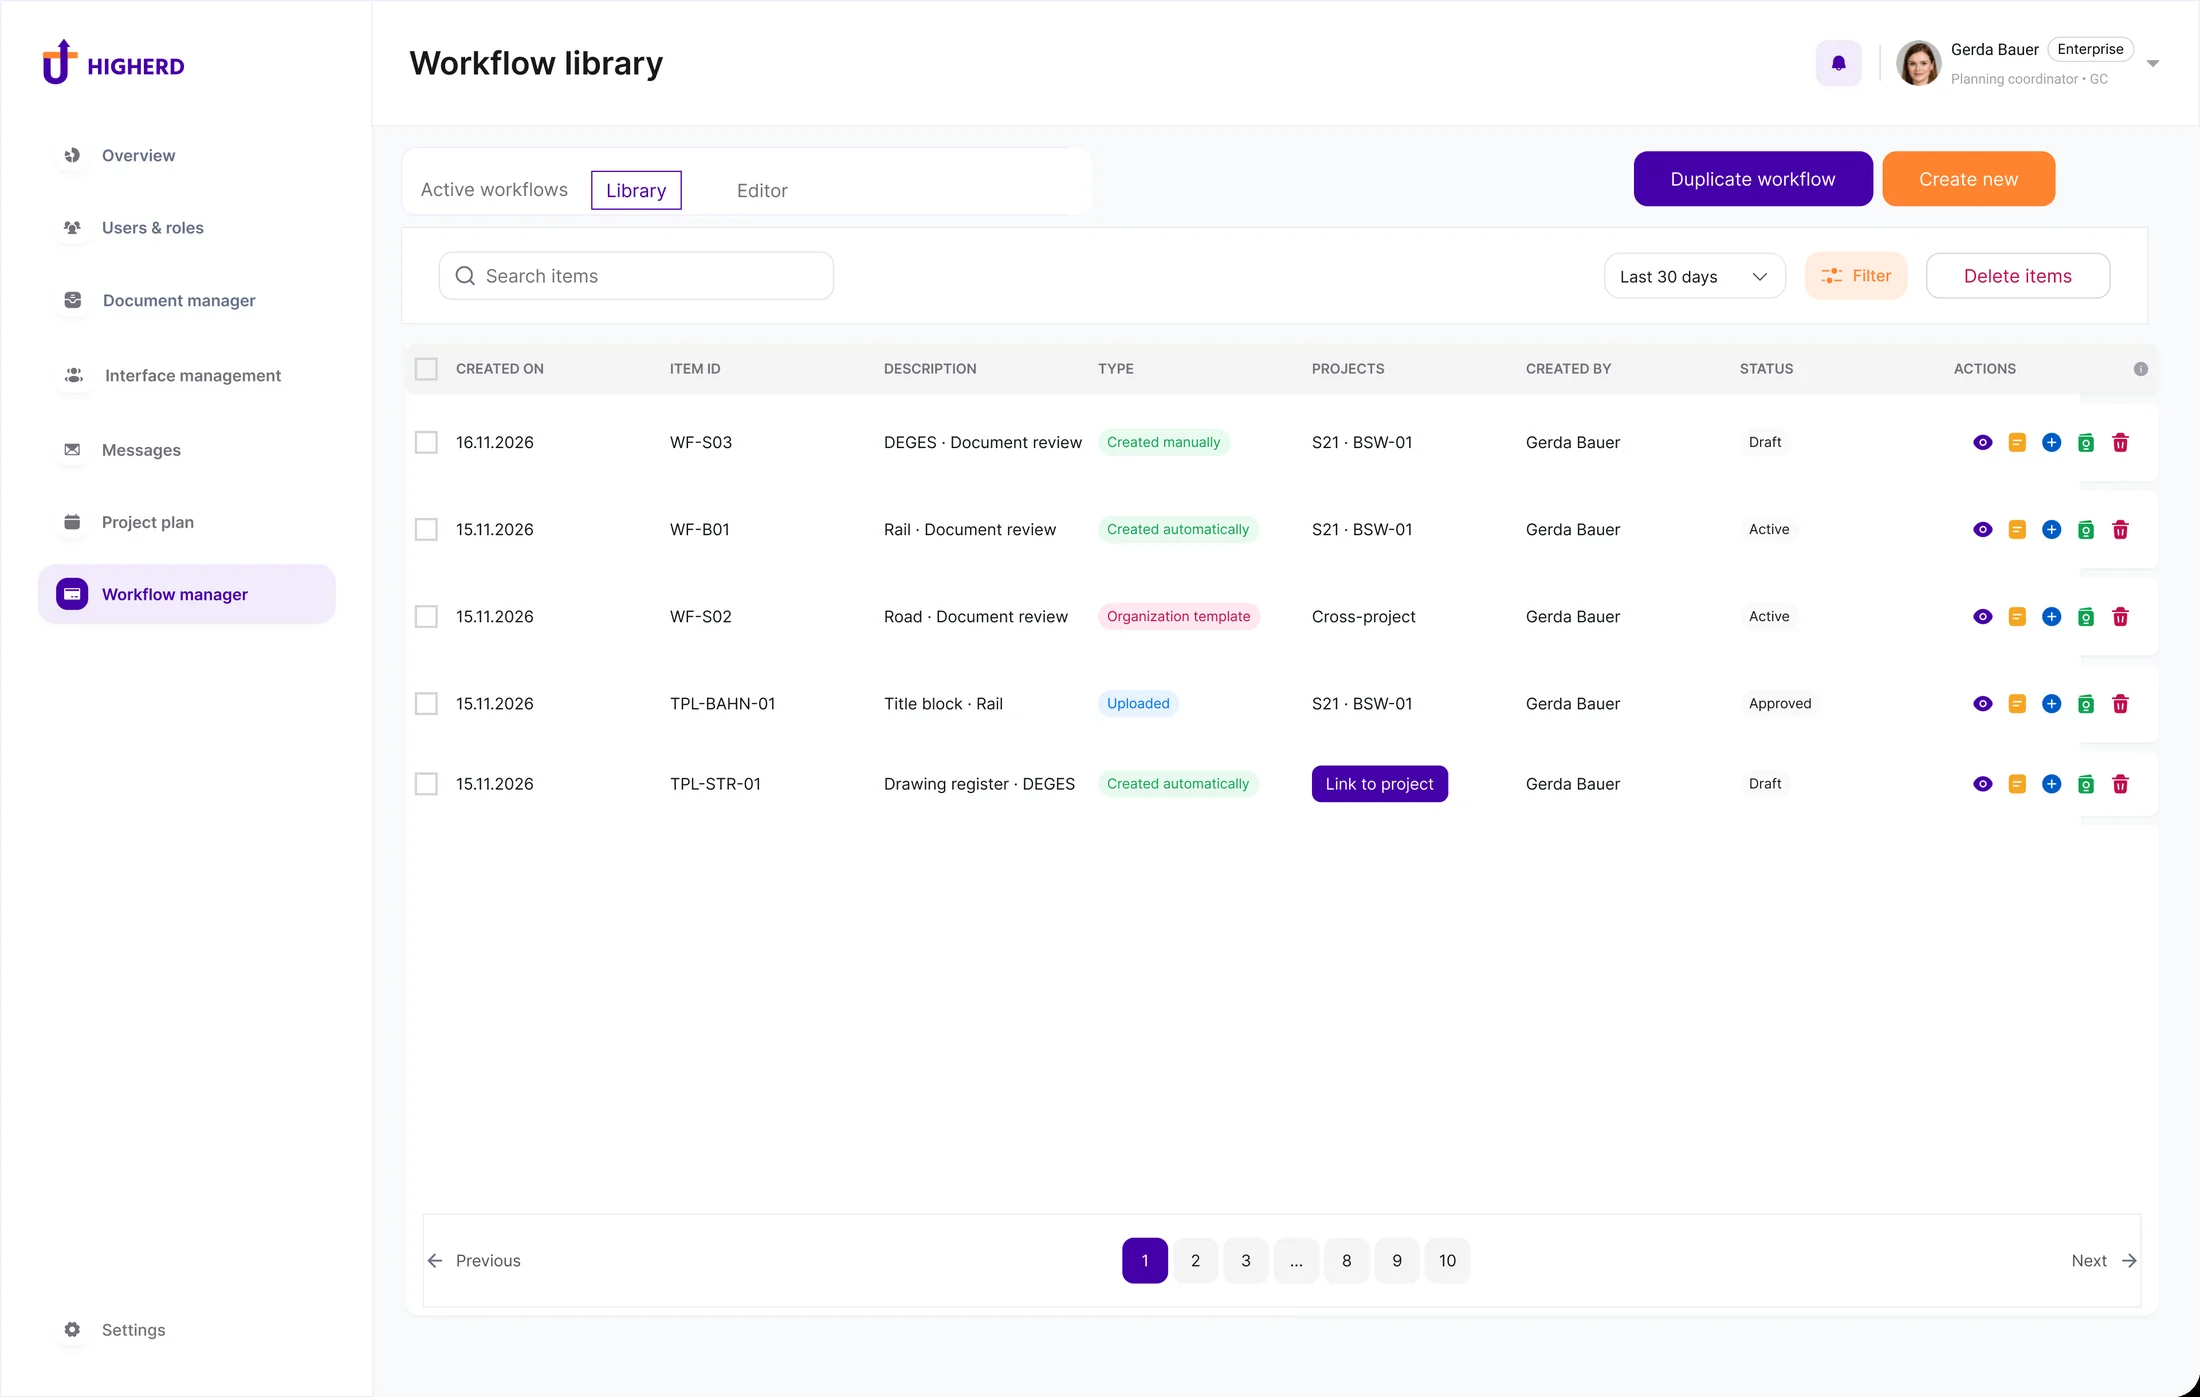 HIGHERD
Workflow library
Gerda Bauer Enterprise
Planning coordinator • GC
Overview
Users & roles
Document manager
Interface management
Messages
Project plan
Workflow manager
Settings
Active workflows Library Editor
Duplicate workflow Create new
Search items Last 30 days Filter Delete items
CREATED ON ITEM ID DESCRIPTION TYPE PROJECTS CREATED BY STATUS ACTIONS
16.11.2026 WF-S03 DEGES · Document review Created manually S21 · BSW-01 Gerda Bauer Draft
15.11.2026 WF-B01 Rail · Document review Created automatically S21 · BSW-01 Gerda Bauer Active
15.11.2026 WF-S02 Road · Document review Organization template Cross-project Gerda Bauer Active
15.11.2026 TPL-BAHN-01 Title block · Rail Uploaded S21 · BSW-01 Gerda Bauer Approved
15.11.2026 TPL-STR-01 Drawing register · DEGES Created automatically Link to project Gerda Bauer Draft
Previous 1 2 3 ... 8 9 10 Next